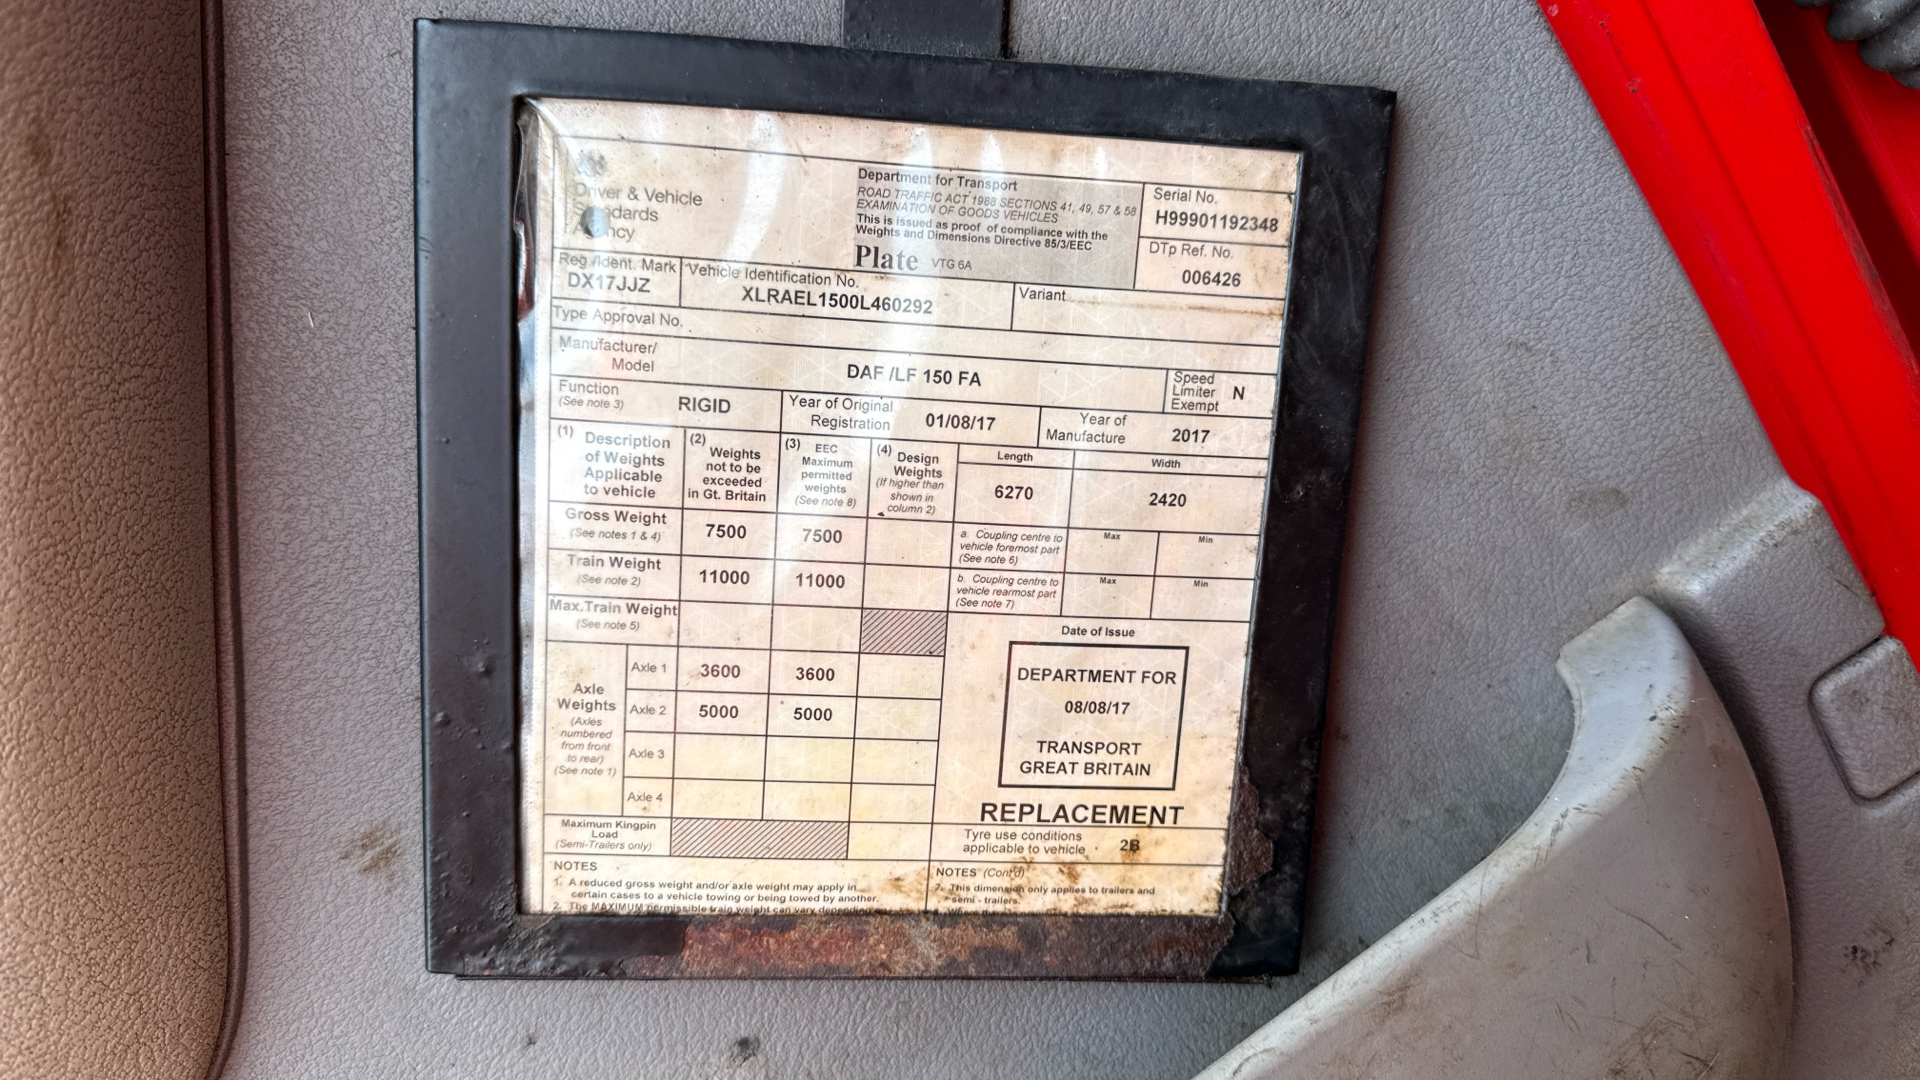 Driver & Vehicle
Standards
Agency
Department for Transport
ROAD TRAFFIC ACT 1988 SECTIONS 41, 49, 57 & 58
EXAMINATION OF GOODS VEHICLES
This is issued as proof of compliance with the
Weights and Dimensions Directive 85/3/EEC
Plate VTG 6A
Serial No.
H99901192348
DTp Ref. No.
006426
Reg./Ident. Mark
DX17JJZ
Vehicle Identification No.
XLRAEL1500L460292
Variant
Type Approval No.
Manufacturer/
Model
DAF /LF 150 FA
Speed
Limiter
Exempt
N
Function
(See note 3)
RIGID
Year of Original
Registration
01/08/17
Year of
Manufacture
2017
(1) Description
of Weights
Applicable
to vehicle
(2) Weights
not to be
exceeded
in Gt. Britain
(3) EEC
Maximum
permitted
weights
(See note 8)
(4) Design
Weights
(If higher than
shown in
column 2)
Length
6270
Width
2420
Gross Weight
(See notes 1 & 4)
7500
7500
a. Coupling centre to
vehicle foremost part
(See note 6)
Max
Min
Train Weight
(See note 2)
11000
11000
b. Coupling centre to
vehicle rearmost part
(See note 7)
Max
Min
Max.Train Weight
(See note 5)
Axle
Weights
(Axles
numbered
from front
to rear)
(See note 1)
Axle 1
3600
3600
Axle 2
5000
5000
Axle 3
Axle 4
Date of Issue
DEPARTMENT FOR
08/08/17
TRANSPORT
GREAT BRITAIN
REPLACEMENT
Maximum Kingpin
Load
(Semi-Trailers only)
Tyre use conditions
applicable to vehicle
2B
NOTES
1. A reduced gross weight and/or axle weight may apply in
certain cases to a vehicle towing or being towed by another.
2. The MAXIMUM permissible train weight can vary depending
NOTES (Cont'd)
7. This dimension only applies to trailers and
semi - trailers.